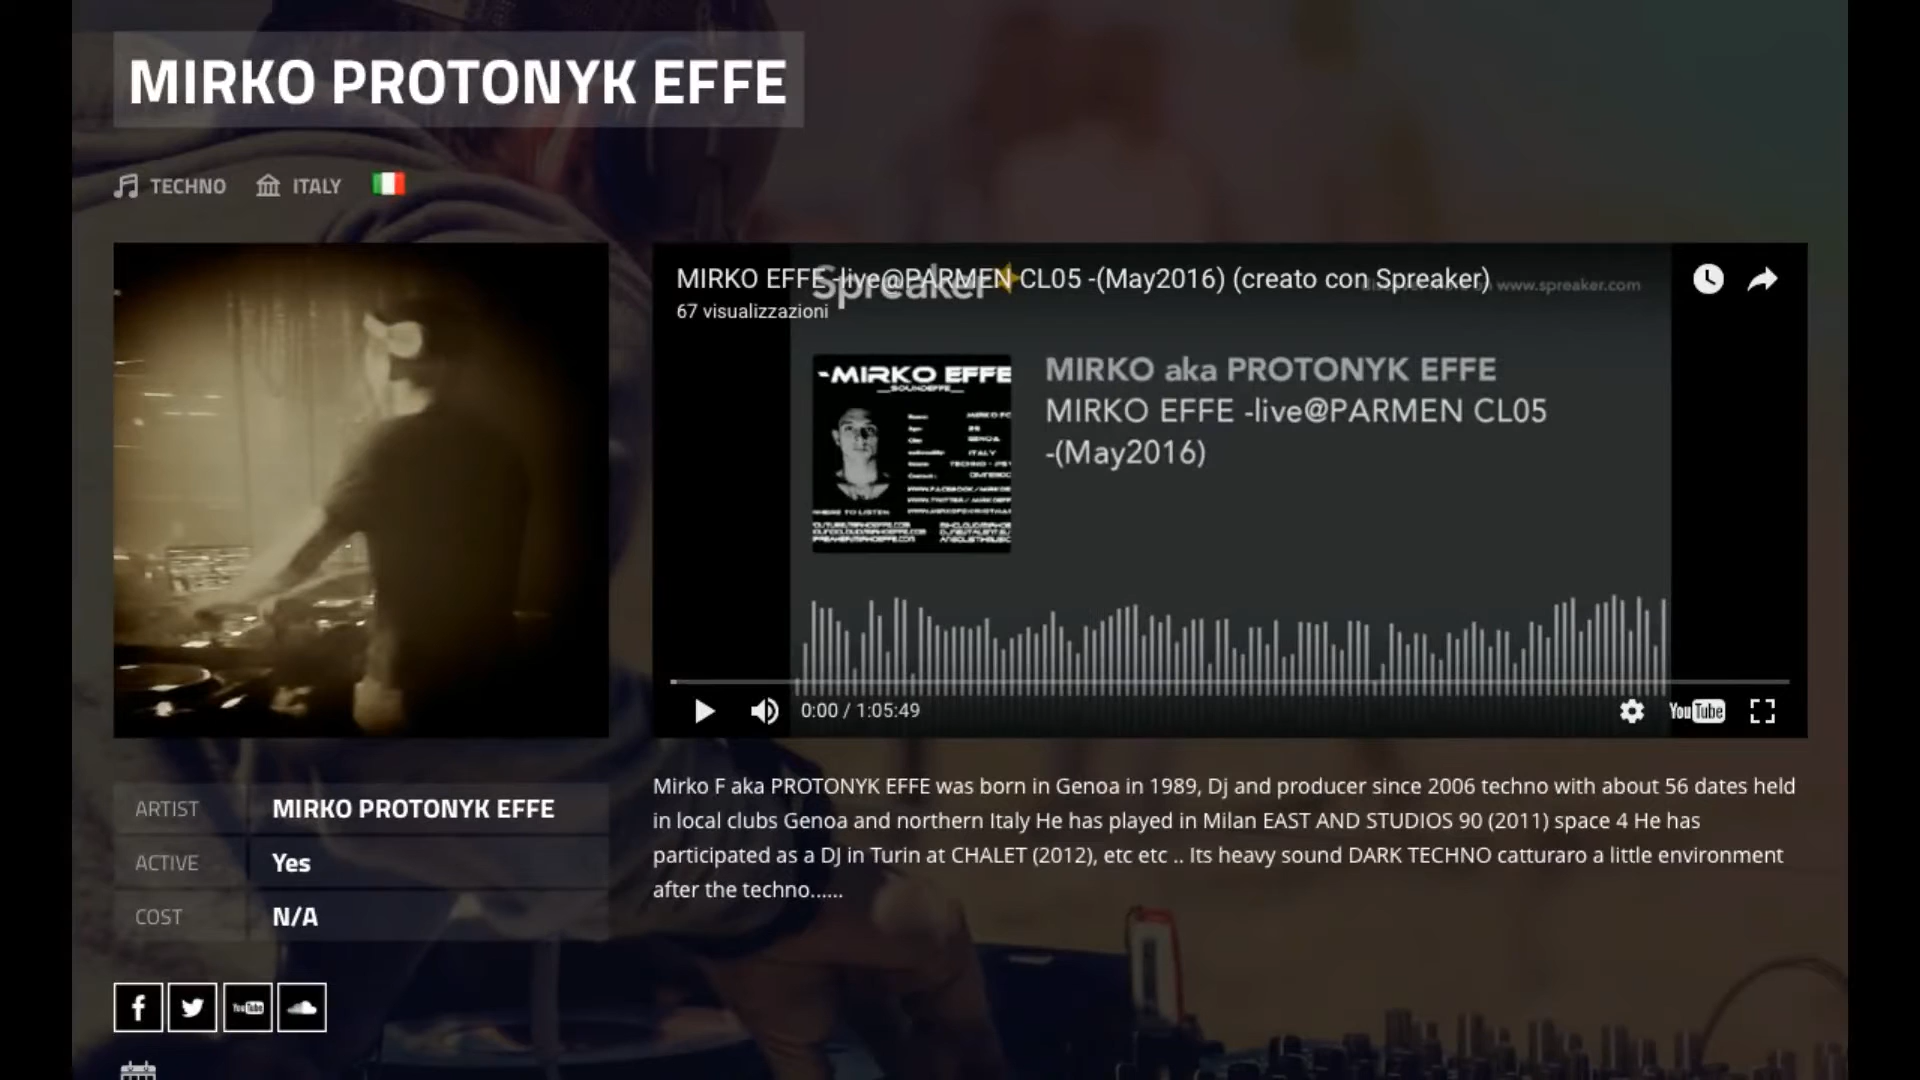 MIRKO PROTONYK EFFE
TECHNO ITALY
MIRKO EFFE -live@PARMEN CL05 -(May2016) (creato con Spreaker)
Spreaker
www.spreaker.com
67 visualizzazioni
-MIRKO EFFE
SOUNDEFFE
GENOA
ITALY
MIRKO aka PROTONYK EFFE
MIRKO EFFE -live@PARMEN CL05
-(May2016)
0:00 / 1:05:49
YouTube
ARTIST MIRKO PROTONYK EFFE
ACTIVE Yes
COST N/A
Mirko F aka PROTONYK EFFE was born in Genoa in 1989, Dj and producer since 2006 techno with about 56 dates held
in local clubs Genoa and northern Italy He has played in Milan EAST AND STUDIOS 90 (2011) space 4 He has
participated as a DJ in Turin at CHALET (2012), etc etc .. Its heavy sound DARK TECHNO catturaro a little environment
after the techno......
YouTube